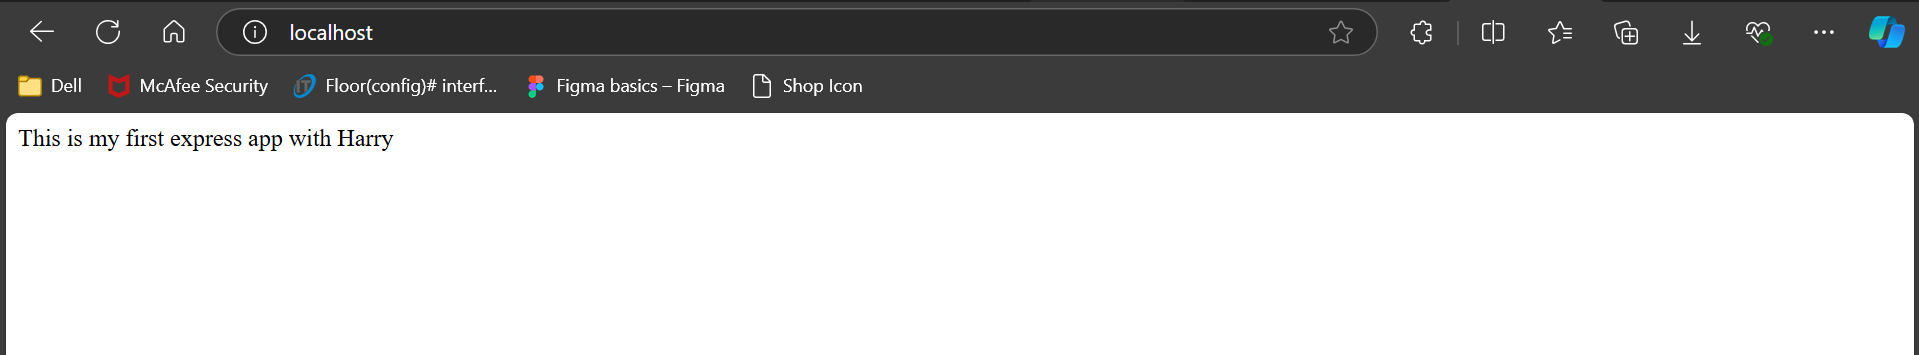 localhost
Dell McAfee Security Floor(config)# interf... Figma basics – Figma Shop Icon
This is my first express app with Harry